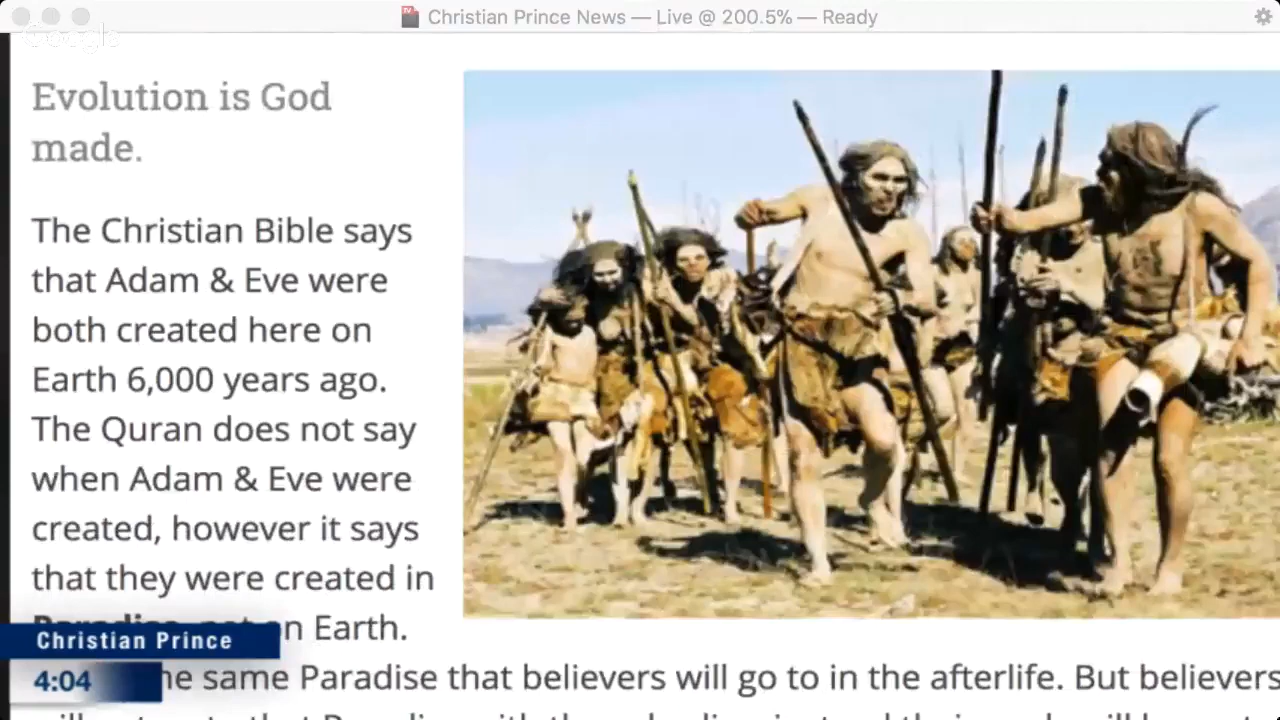 Christian Prince News — Live @ 200.5% — Ready
Google
Evolution is God
made.
The Christian Bible says
that Adam & Eve were
both created here on
Earth 6,000 years ago.
The Quran does not say
when Adam & Eve were
created, however it says
that they were created in
on Earth.
Christian Prince
4:04
same Paradise that believers will go to in the afterlife. But believers